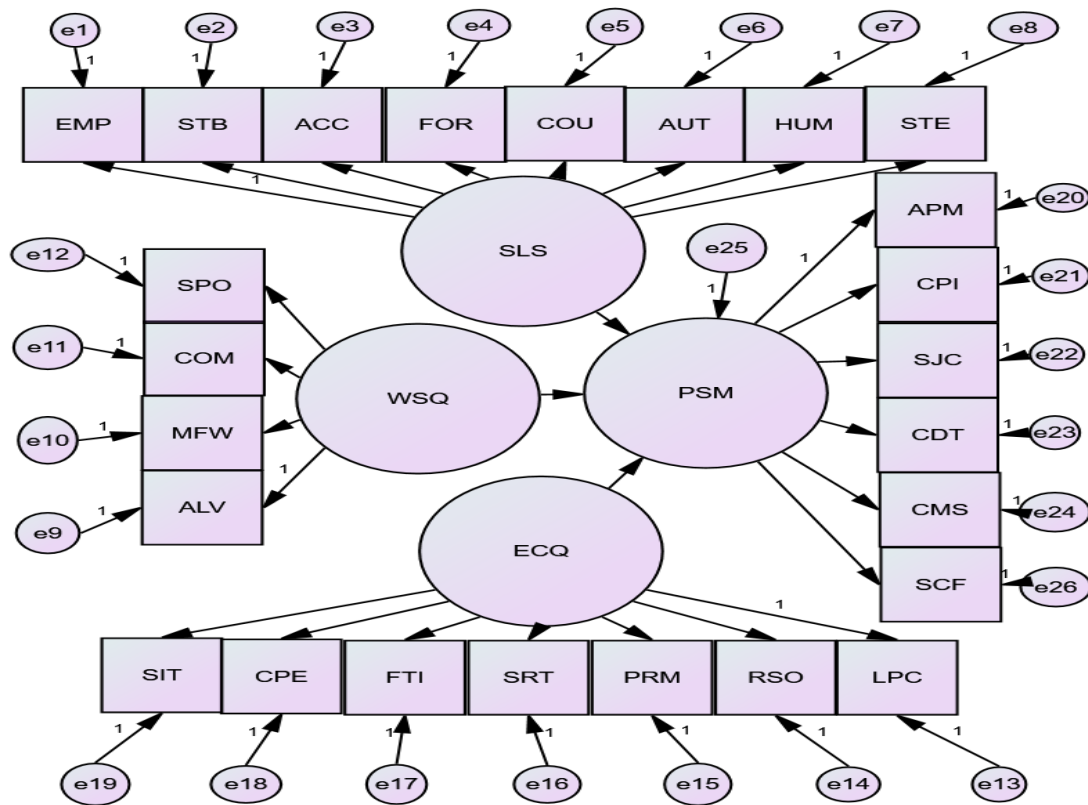 e1 e2 e3 e4 e5 e6 e7 e8
1 1 1 1 1 1 1 1
EMP STB ACC FOR COU AUT HUM STE
1
SLS
APM 1 e20
e12 1 SPO
e25 1
1
CPI 1 e21
e11 1 COM
SJC 1 e22
WSQ
PSM
e10 1 MFW
CDT 1 e23
1
e9 1 ALV
CMS 1 e24
ECQ
SCF 1 e26
1
SIT CPE FTI SRT PRM RSO LPC
1 1 1 1 1 1 1
e19 e18 e17 e16 e15 e14 e13